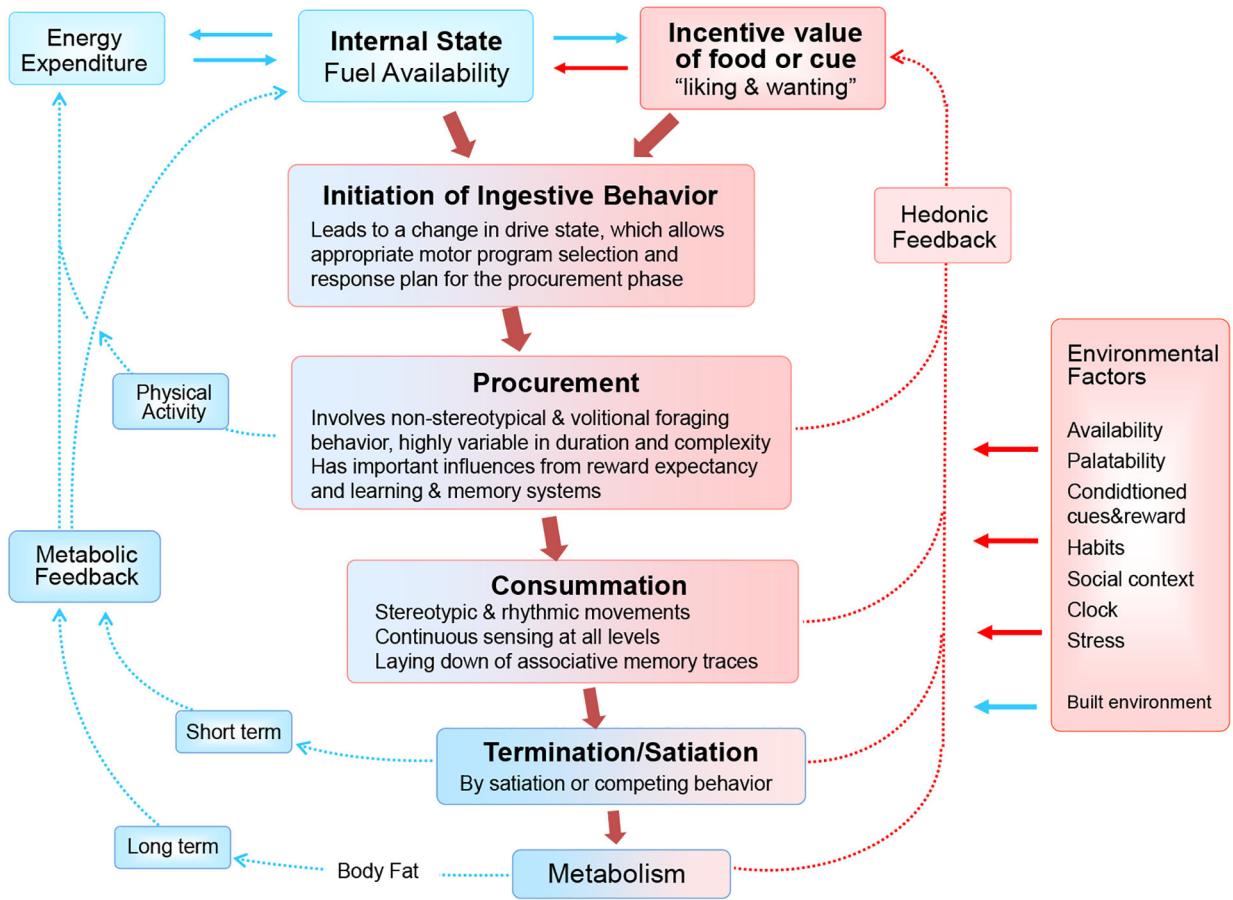 Energy
Expenditure
Internal State
Fuel Availability
Incentive value
of food or cue
“liking & wanting”
Initiation of Ingestive Behavior
Leads to a change in drive state, which allows
appropriate motor program selection and
response plan for the procurement phase
Hedonic
Feedback
Procurement
Involves non-stereotypical & volitional foraging
behavior, highly variable in duration and complexity
Has important influences from reward expectancy
and learning & memory systems
Physical
Activity
Environmental
Factors
Availability
Palatability
Condidtioned
cues&reward
Habits
Social context
Clock
Stress
Built environment
Metabolic
Feedback
Consummation
Stereotypic & rhythmic movements
Continuous sensing at all levels
Laying down of associative memory traces
Short term
Termination/Satiation
By satiation or competing behavior
Long term
Body Fat
Metabolism